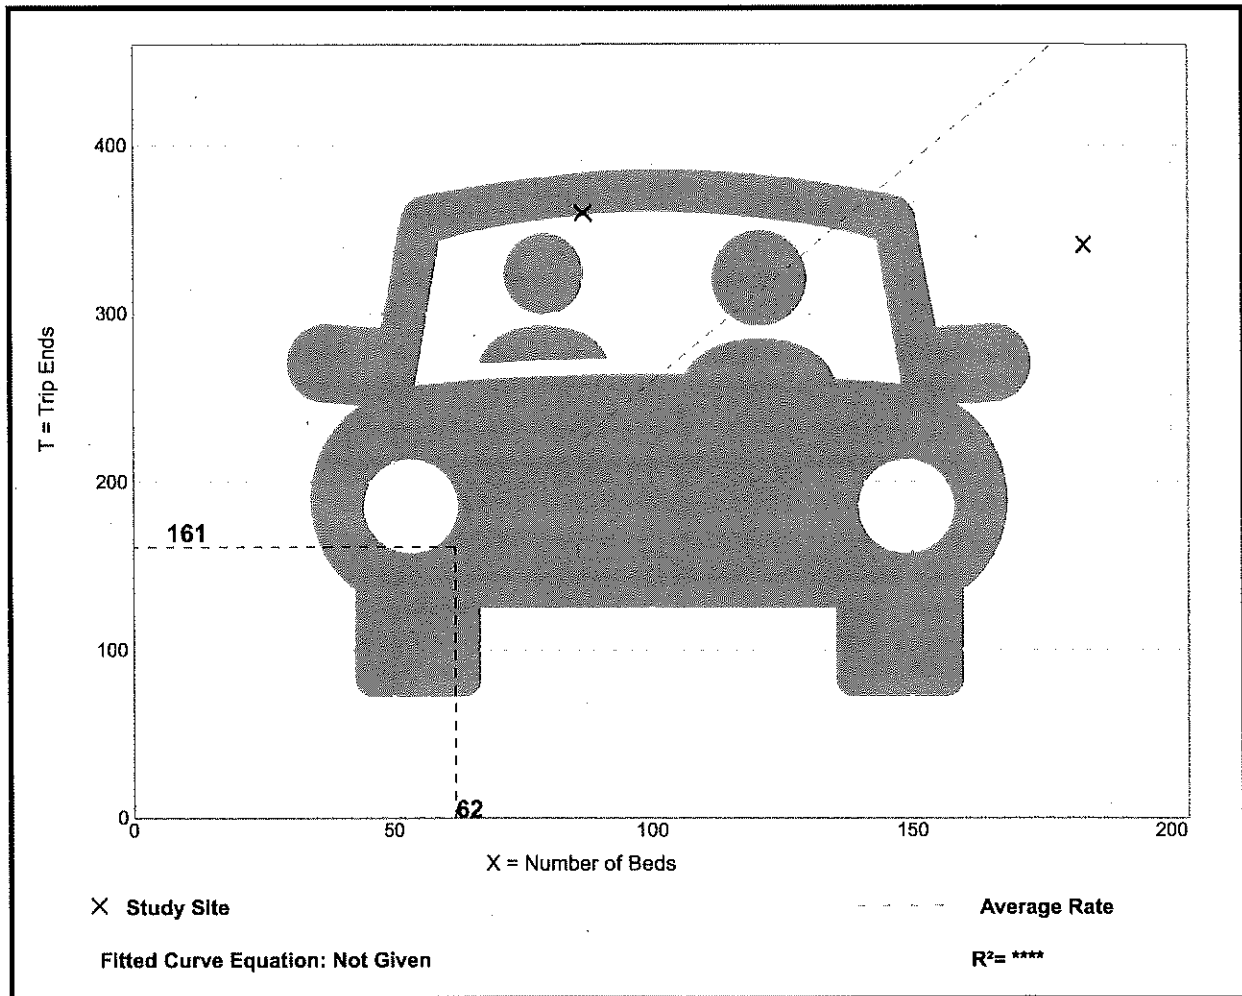 400
300
200
161
100
0
62
0 50 100 150 200
T = Trip Ends
X = Number of Beds
× Study Site
Average Rate
Fitted Curve Equation: Not Given
R²= ****